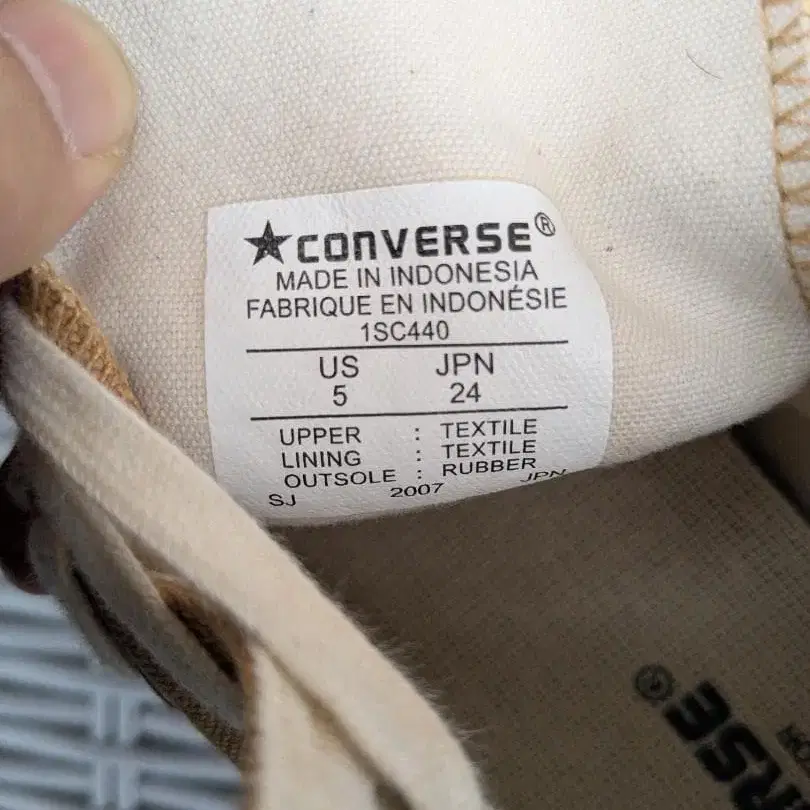 ★CONVERSE®
MADE IN INDONESIA
FABRIQUE EN INDONÉSIE
1SC440
US JPN
5 24
UPPER : TEXTILE
LINING : TEXTILE
OUTSOLE : RUBBER
SJ 2007 JPN
RSE
®